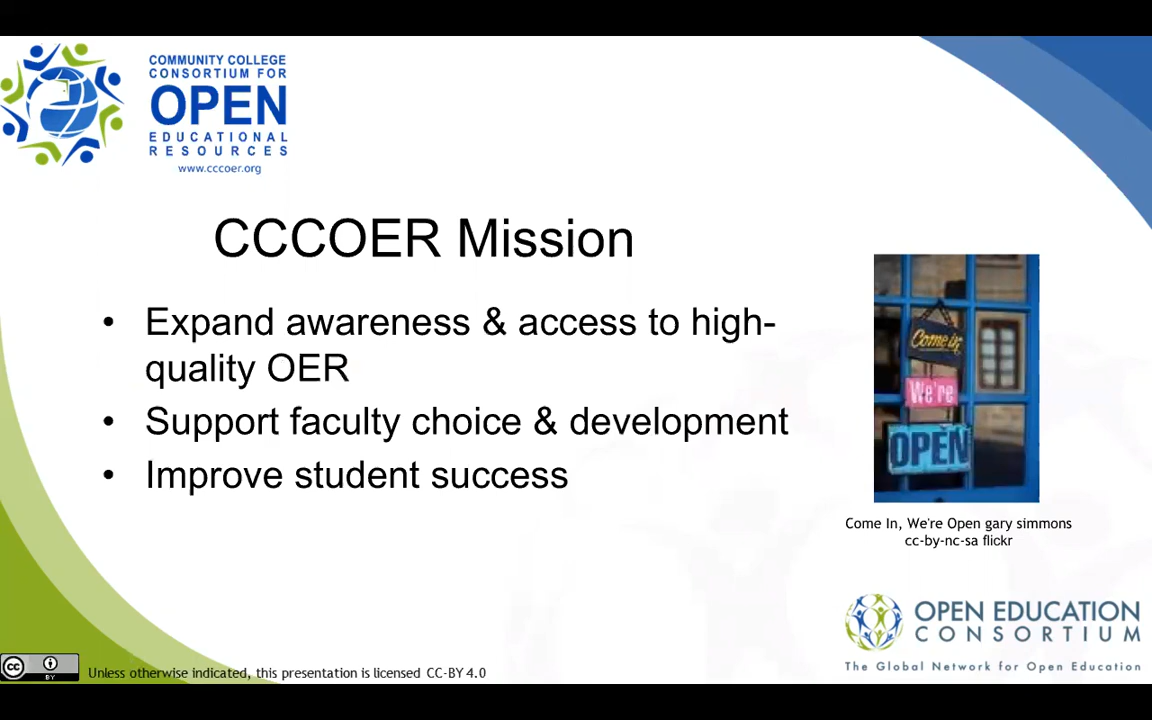 COMMUNITY COLLEGE
CONSORTIUM FOR
OPEN
EDUCATIONAL
RESOURCES
www.cccoer.org
CCCOER Mission
• Expand awareness & access to high-
quality OER
• Support faculty choice & development
• Improve student success
Come in
We're
OPEN
Come In, We're Open gary simmons
cc-by-nc-sa flickr
OPEN EDUCATION
CONSORTIUM
The Global Network for Open Education
cc
BY
Unless otherwise indicated, this presentation is licensed CC-BY 4.0